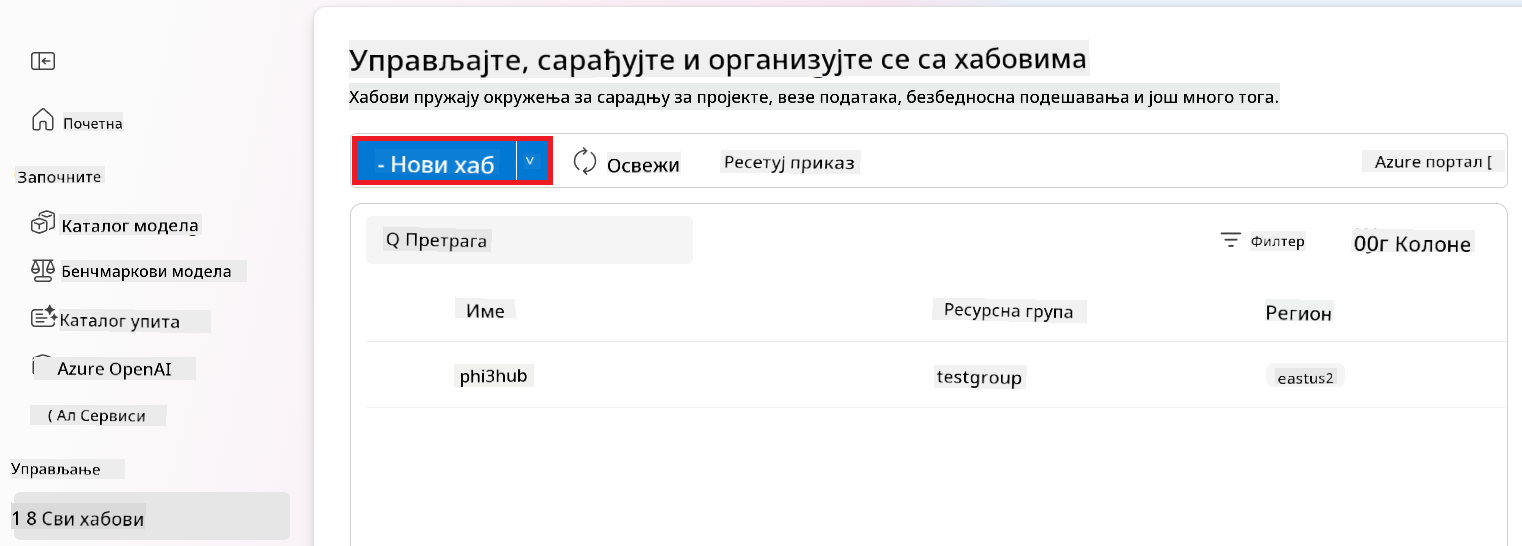 Управљајте, сарађујте и организујте се са хабовима
Хабови пружају окружења за сарадњу за пројекте, везе података, безбедносна подешавања и још много тога.
Почетна
Започните
Каталог модела
Бенчмаркови модела
Каталог упита
Azure OpenAI
( Ал Сервиси
Управљање
1 8 Сви хабови
- Нови хаб ˅
Освежи
Ресетуј приказ
Azure портал [
Q Претрага
Филтер
00г Колоне
Име Ресурсна група Регион
phi3hub testgroup eastus2